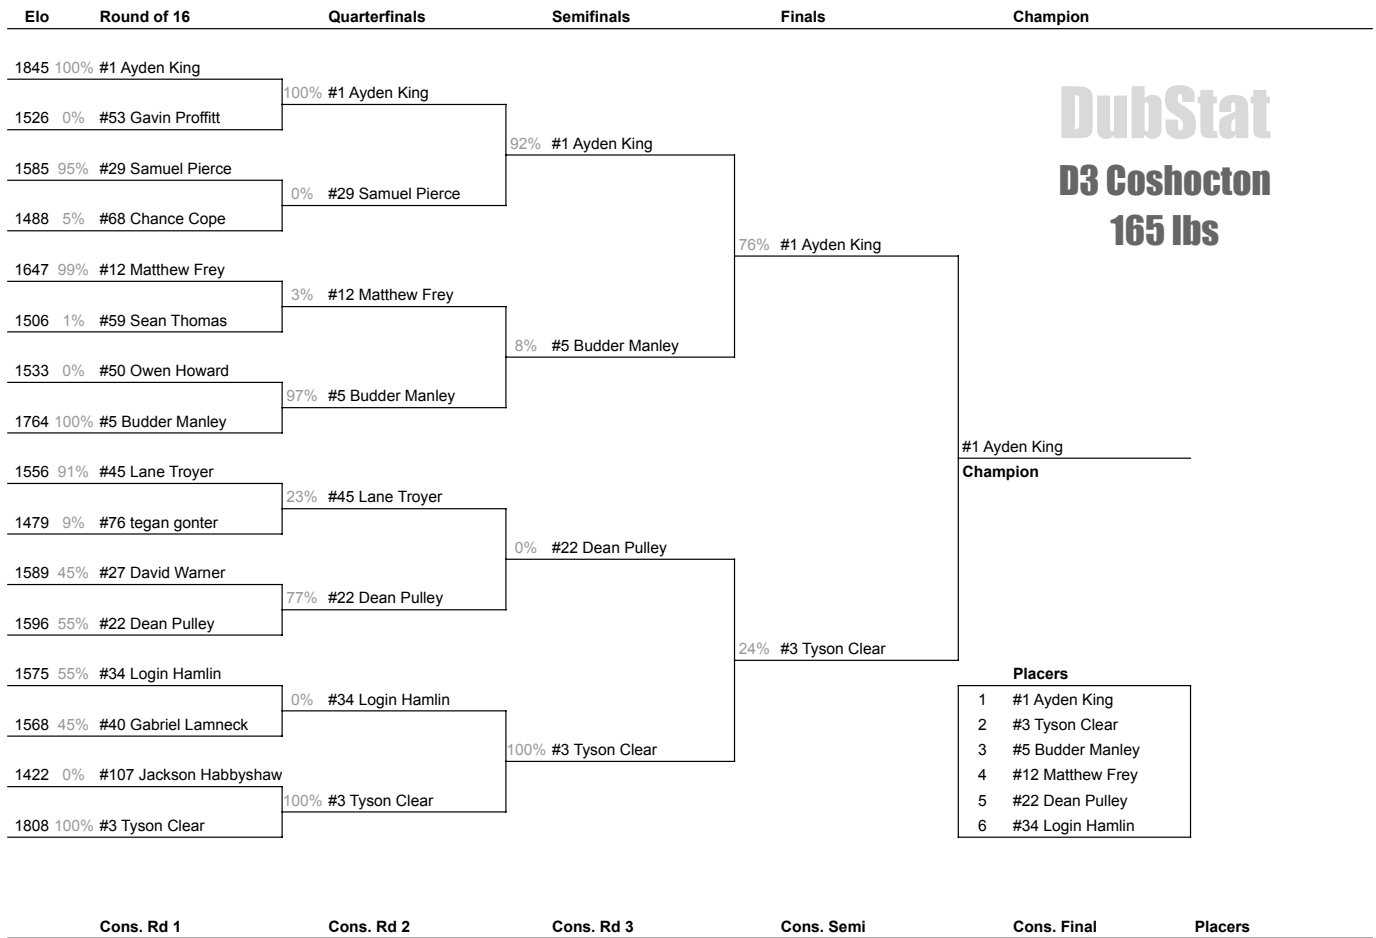 Elo Round of 16 Quarterfinals Semifinals Finals Champion
1845 100% #1 Ayden King
100% #1 Ayden King
DubStat
1526 0% #53 Gavin Proffitt
92% #1 Ayden King
1585 95% #29 Samuel Pierce
D3 Coshocton
0% #29 Samuel Pierce
1488 5% #68 Chance Cope
165 lbs
76% #1 Ayden King
1647 99% #12 Matthew Frey
3% #12 Matthew Frey
1506 1% #59 Sean Thomas
8% #5 Budder Manley
1533 0% #50 Owen Howard
97% #5 Budder Manley
1764 100% #5 Budder Manley
#1 Ayden King
1556 91% #45 Lane Troyer
Champion
23% #45 Lane Troyer
1479 9% #76 tegan gonter
0% #22 Dean Pulley
1589 45% #27 David Warner
77% #22 Dean Pulley
1596 55% #22 Dean Pulley
24% #3 Tyson Clear
1575 55% #34 Login Hamlin
Placers
0% #34 Login Hamlin
1 #1 Ayden King
1568 45% #40 Gabriel Lamneck
2 #3 Tyson Clear
100% #3 Tyson Clear
3 #5 Budder Manley
1422 0% #107 Jackson Habbyshaw
4 #12 Matthew Frey
100% #3 Tyson Clear
5 #22 Dean Pulley
1808 100% #3 Tyson Clear
6 #34 Login Hamlin
Cons. Rd 1 Cons. Rd 2 Cons. Rd 3 Cons. Semi Cons. Final Placers